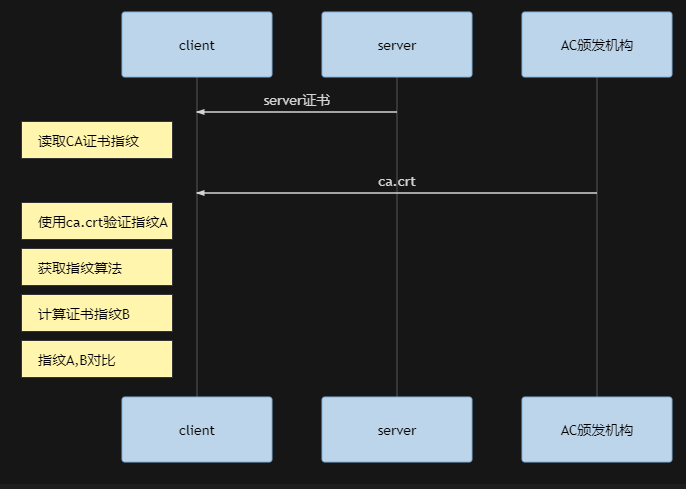 client
server
AC颁发机构
server证书
读取CA证书指纹
ca.crt
使用ca.crt验证指纹A
获取指纹算法
计算证书指纹B
指纹A,B对比
client
server
AC颁发机构